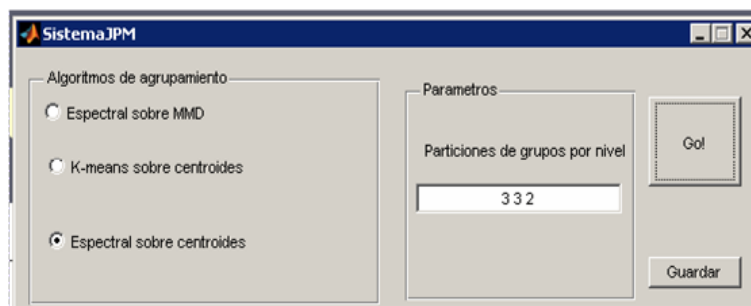 SistemaJPM
Algoritmos de agrupamiento
Espectral sobre MMD
K-means sobre centroides
Espectral sobre centroides
Parametros
Particiones de grupos por nivel
3 3 2
Go!
Guardar